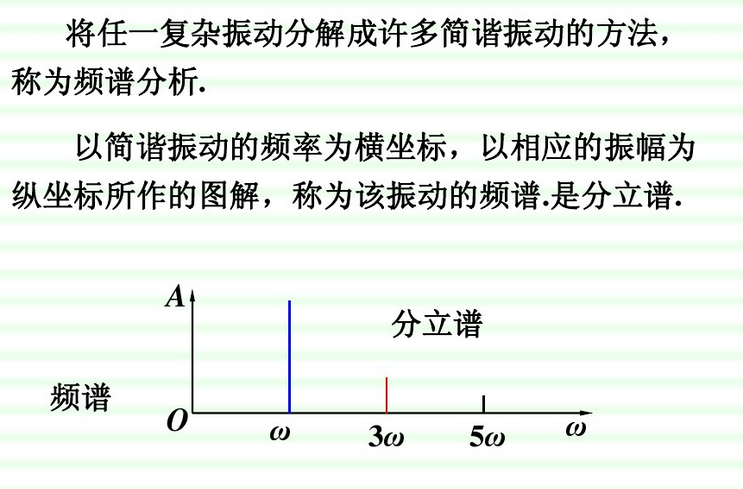 将任一复杂振动分解成许多简谐振动的方法，
称为频谱分析.
以简谐振动的频率为横坐标，以相应的振幅为
纵坐标所作的图解，称为该振动的频谱.是分立谱.
A
分立谱
频谱
O
ω
3ω
5ω
ω